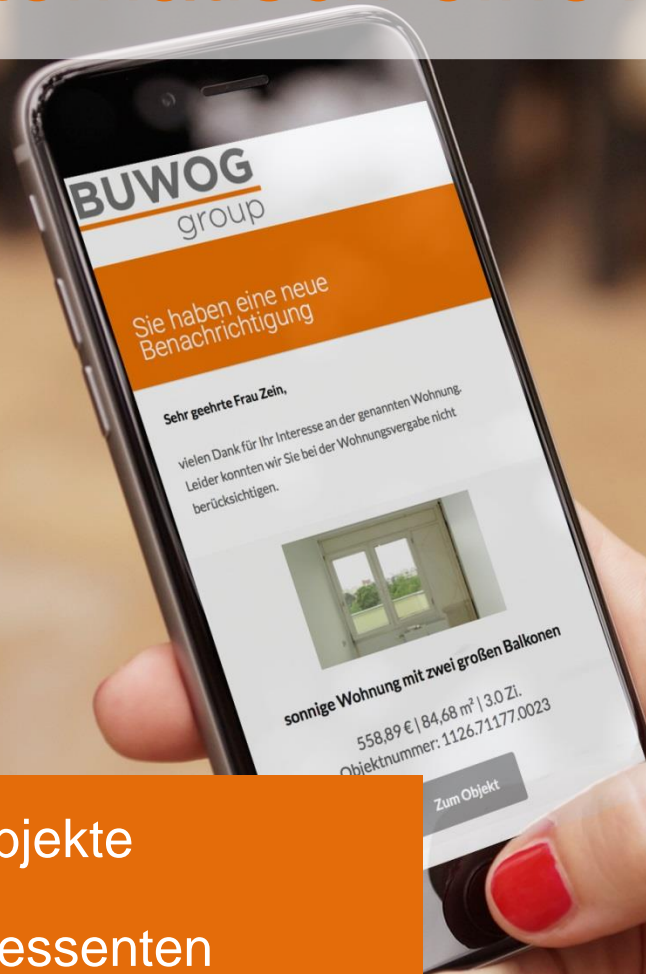 BUWOG
group
Sie haben eine neue
Benachrichtigung
Sehr geehrte Frau Zein,
vielen Dank für Ihr Interesse an der genannten Wohnung.
Leider konnten wir Sie bei der Wohnungsvergabe nicht
berücksichtigen.
sonnige Wohnung mit zwei großen Balkonen
558,89 € | 84,68 m² | 3.0 Zi.
Objektnummer: 1126.71177.0023
Zum Objekt
bjekte
essenten